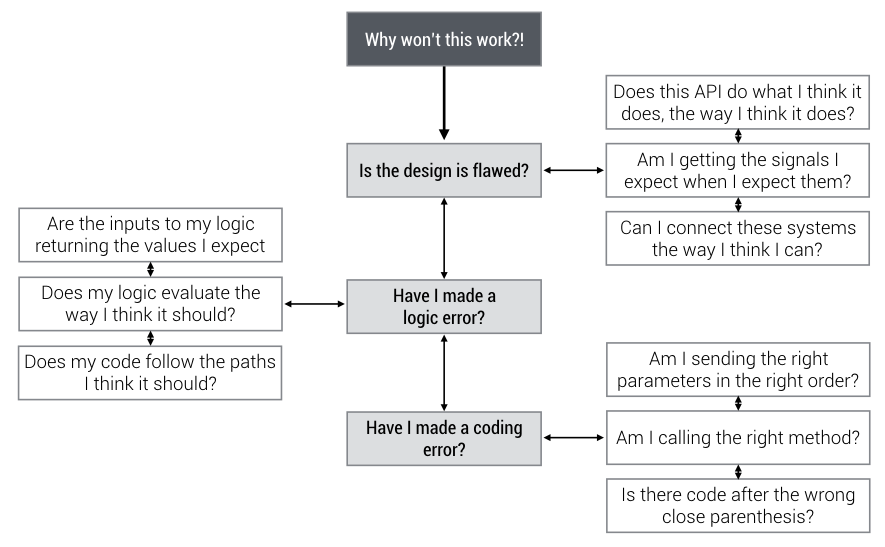 Why won't this work?!
Does this API do what I think it
does, the way I think it does?
Is the design is flawed?
Am I getting the signals I
expect when I expect them?
Can I connect these systems
the way I think I can?
Are the inputs to my logic
returning the values I expect
Does my logic evaluate the
way I think it should?
Does my code follow the paths
I think it should?
Have I made a
logic error?
Have I made a coding
error?
Am I sending the right
parameters in the right order?
Am I calling the right method?
Is there code after the wrong
close parenthesis?